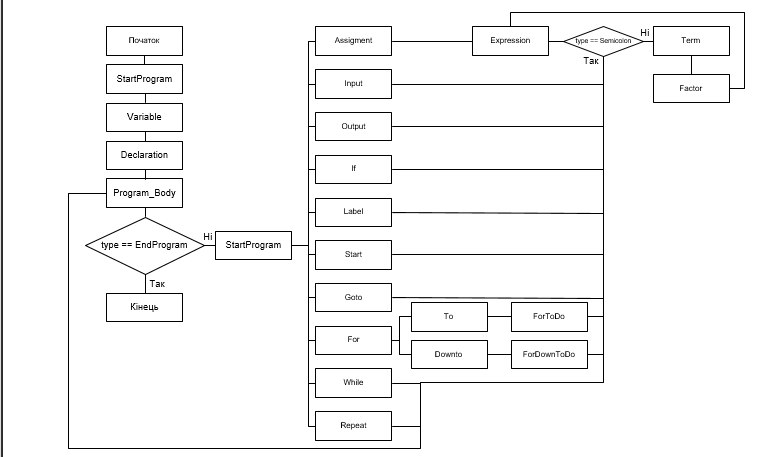 Початок
StartProgram
Variable
Declaration
Program_Body
type == EndProgram
Ні
Так
Кінець
StartProgram
Assigment
Input
Output
If
Label
Start
Goto
For
While
Repeat
To
ForToDo
Downto
ForDownToDo
Expression
type == Semicolon
Ні
Так
Term
Factor